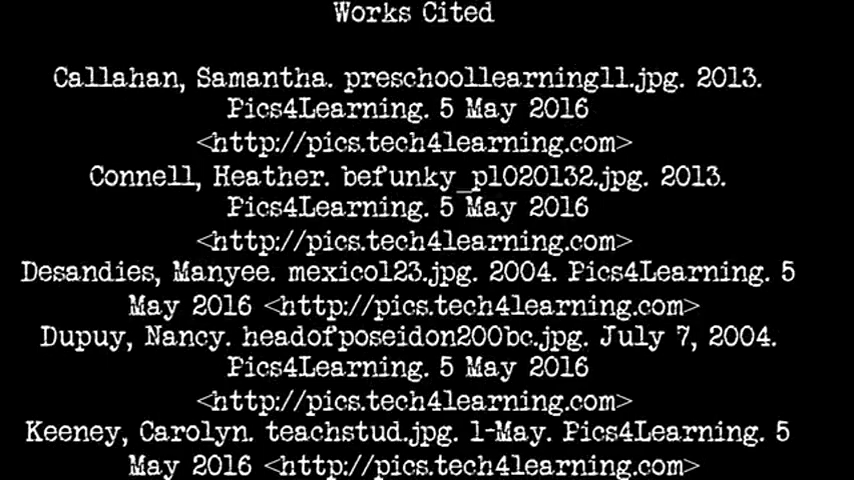 Works Cited
Callahan, Samantha. preschoollearning11.jpg. 2013.
Pics4Learning. 5 May 2016
<http://pics.tech4learning.com>
Connell, Heather. befunky_p1020132.jpg. 2013.
Pics4Learning. 5 May 2016
<http://pics.tech4learning.com>
Desandies, Manyee. mexico123.jpg. 2004. Pics4Learning. 5
May 2016 <http://pics.tech4learning.com>
Dupuy, Nancy. headofposeidon200bc.jpg. July 7, 2004.
Pics4Learning. 5 May 2016
<http://pics.tech4learning.com>
Keeney, Carolyn. teachstud.jpg. 1-May. Pics4Learning. 5
May 2016 <http://pics.tech4learning.com>